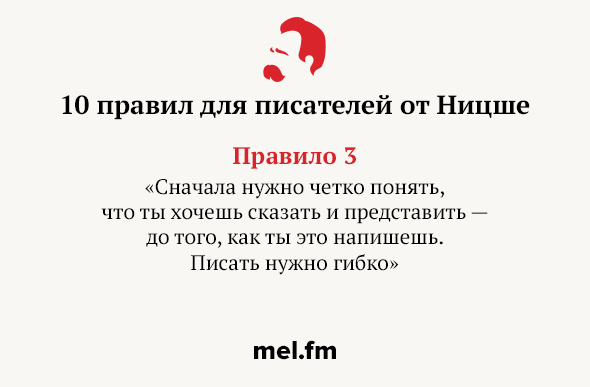 10 правил для писателей от Ницше
Правило 3
«Сначала нужно четко понять,
что ты хочешь сказать и представить —
до того, как ты это напишешь.
Писать нужно гибко»
mel.fm